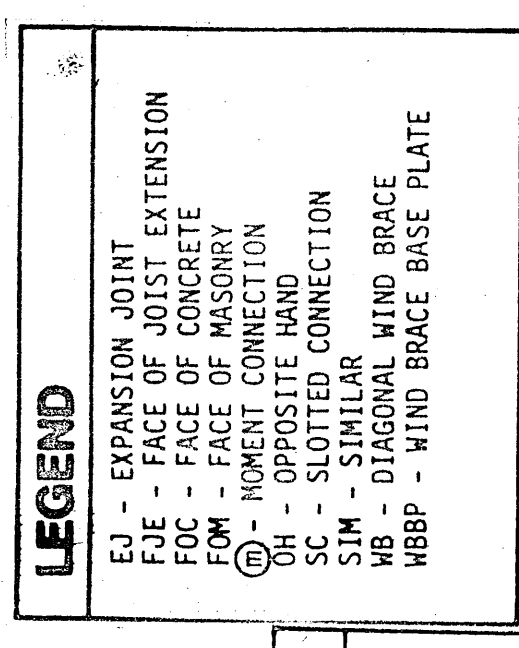 LEGEND
EJ - EXPANSION JOINT
FJE - FACE OF JOIST EXTENSION
FOC - FACE OF CONCRETE
FOM - FACE OF MASONRY
ⓜ - MOMENT CONNECTION
OH - OPPOSITE HAND
SC - SLOTTED CONNECTION
SIM - SIMILAR
WB - DIAGONAL WIND BRACE
WBBP - WIND BRACE BASE PLATE